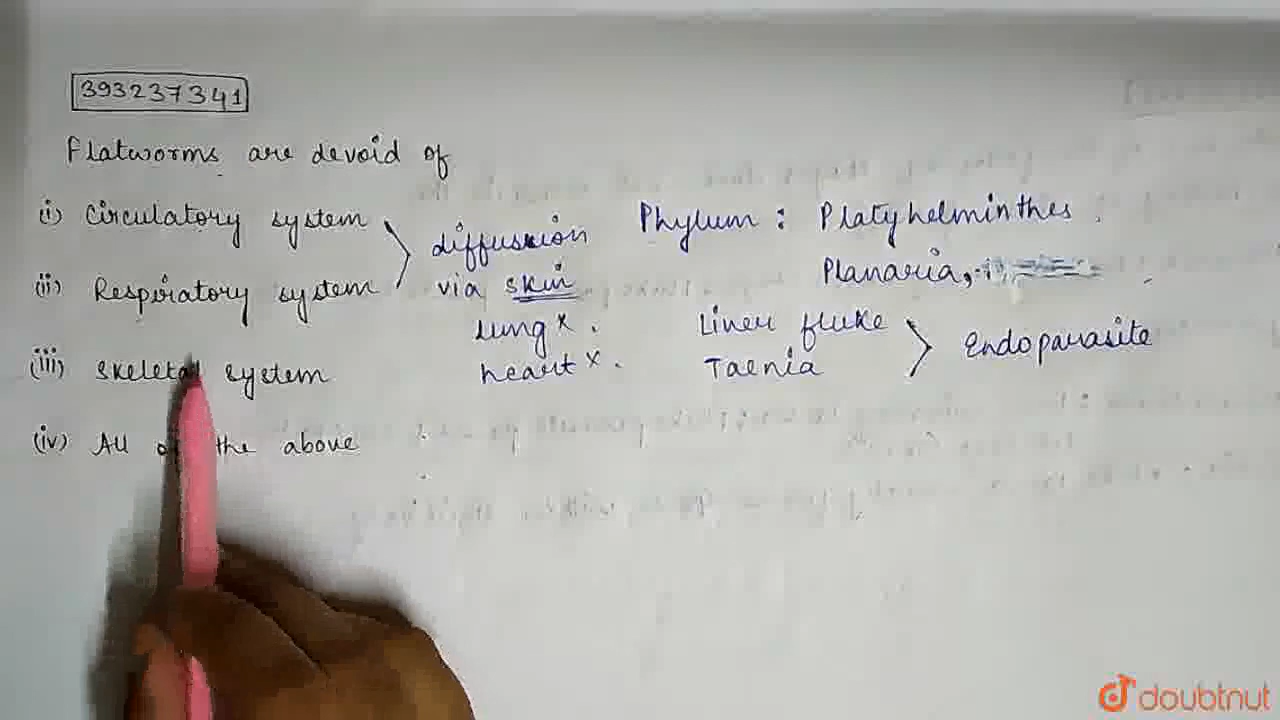 393237341
Flatworms are devoid of
(i) Circulatory system
(ii) Respiratory system
(iii) Skeletal system
(iv) All of the above
diffussion
via skin
lung x .
heart x .
Phylum : Platyhelminthes .
Planaria,
Liver fluke
Taenia
Endoparasite
doubtnut